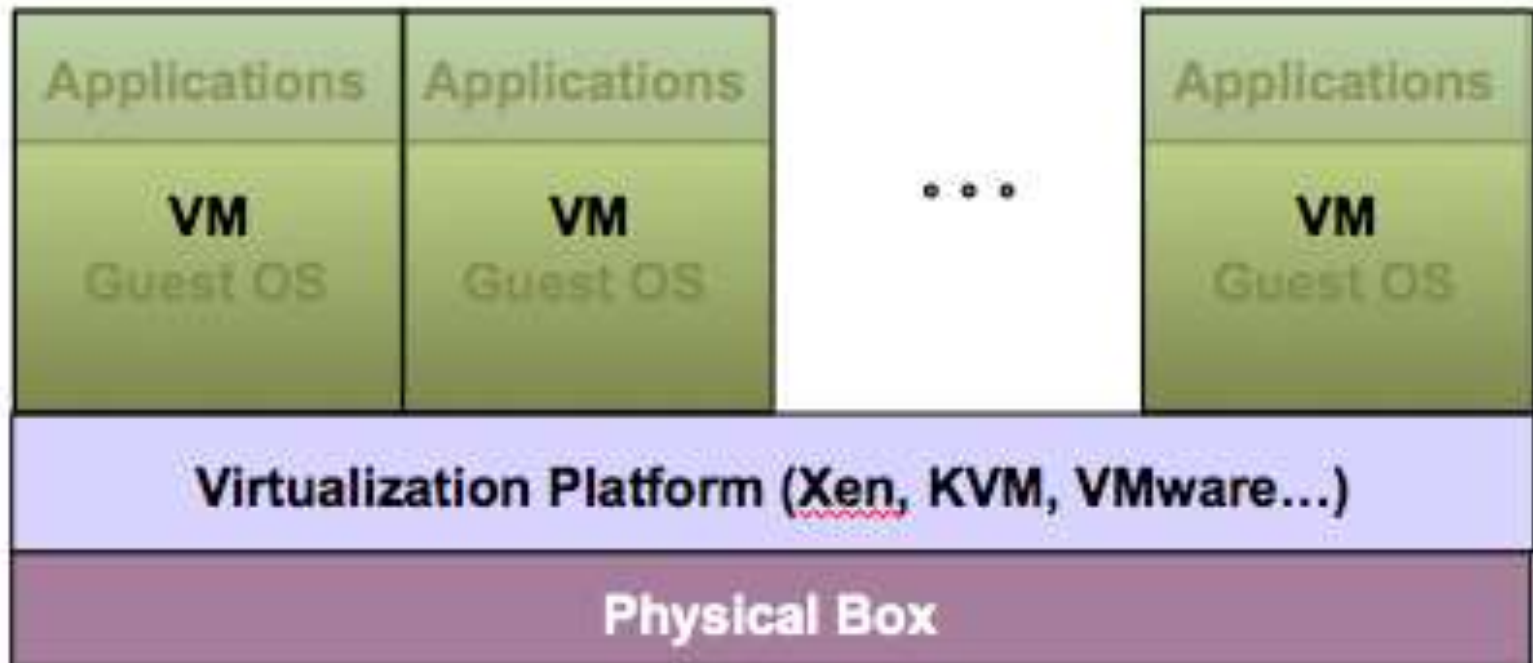 Applications Applications Applications
VM VM ... VM
Guest OS Guest OS Guest OS
Virtualization Platform (Xen, KVM, VMware...)
Physical Box